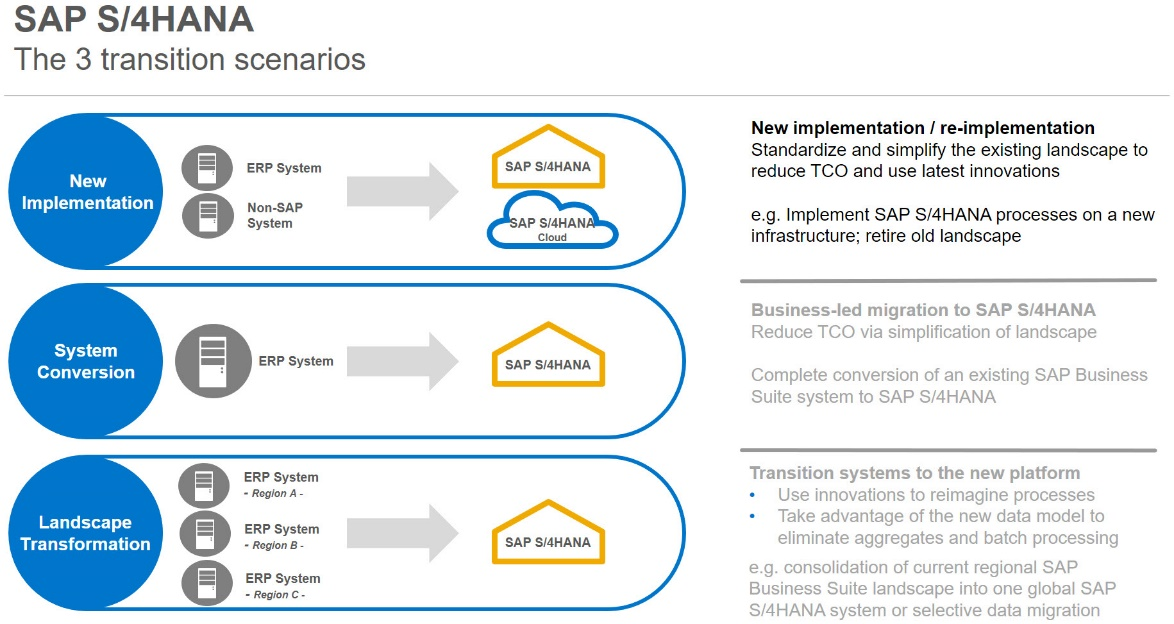 SAP S/4HANA
The 3 transition scenarios
New
Implementation
ERP System
Non-SAP
System
SAP S/4HANA
SAP S/4HANA
Cloud
New implementation / re-implementation
Standardize and simplify the existing landscape to
reduce TCO and use latest innovations
e.g. Implement SAP S/4HANA processes on a new
infrastructure; retire old landscape
System
Conversion
ERP System
SAP S/4HANA
Business-led migration to SAP S/4HANA
Reduce TCO via simplification of landscape
Complete conversion of an existing SAP Business
Suite system to SAP S/4HANA
Landscape
Transformation
ERP System
- Region A -
ERP System
- Region B -
ERP System
- Region C -
SAP S/4HANA
Transition systems to the new platform
• Use innovations to reimagine processes
• Take advantage of the new data model to
eliminate aggregates and batch processing
e.g. consolidation of current regional SAP
Business Suite landscape into one global SAP
S/4HANA system or selective data migration